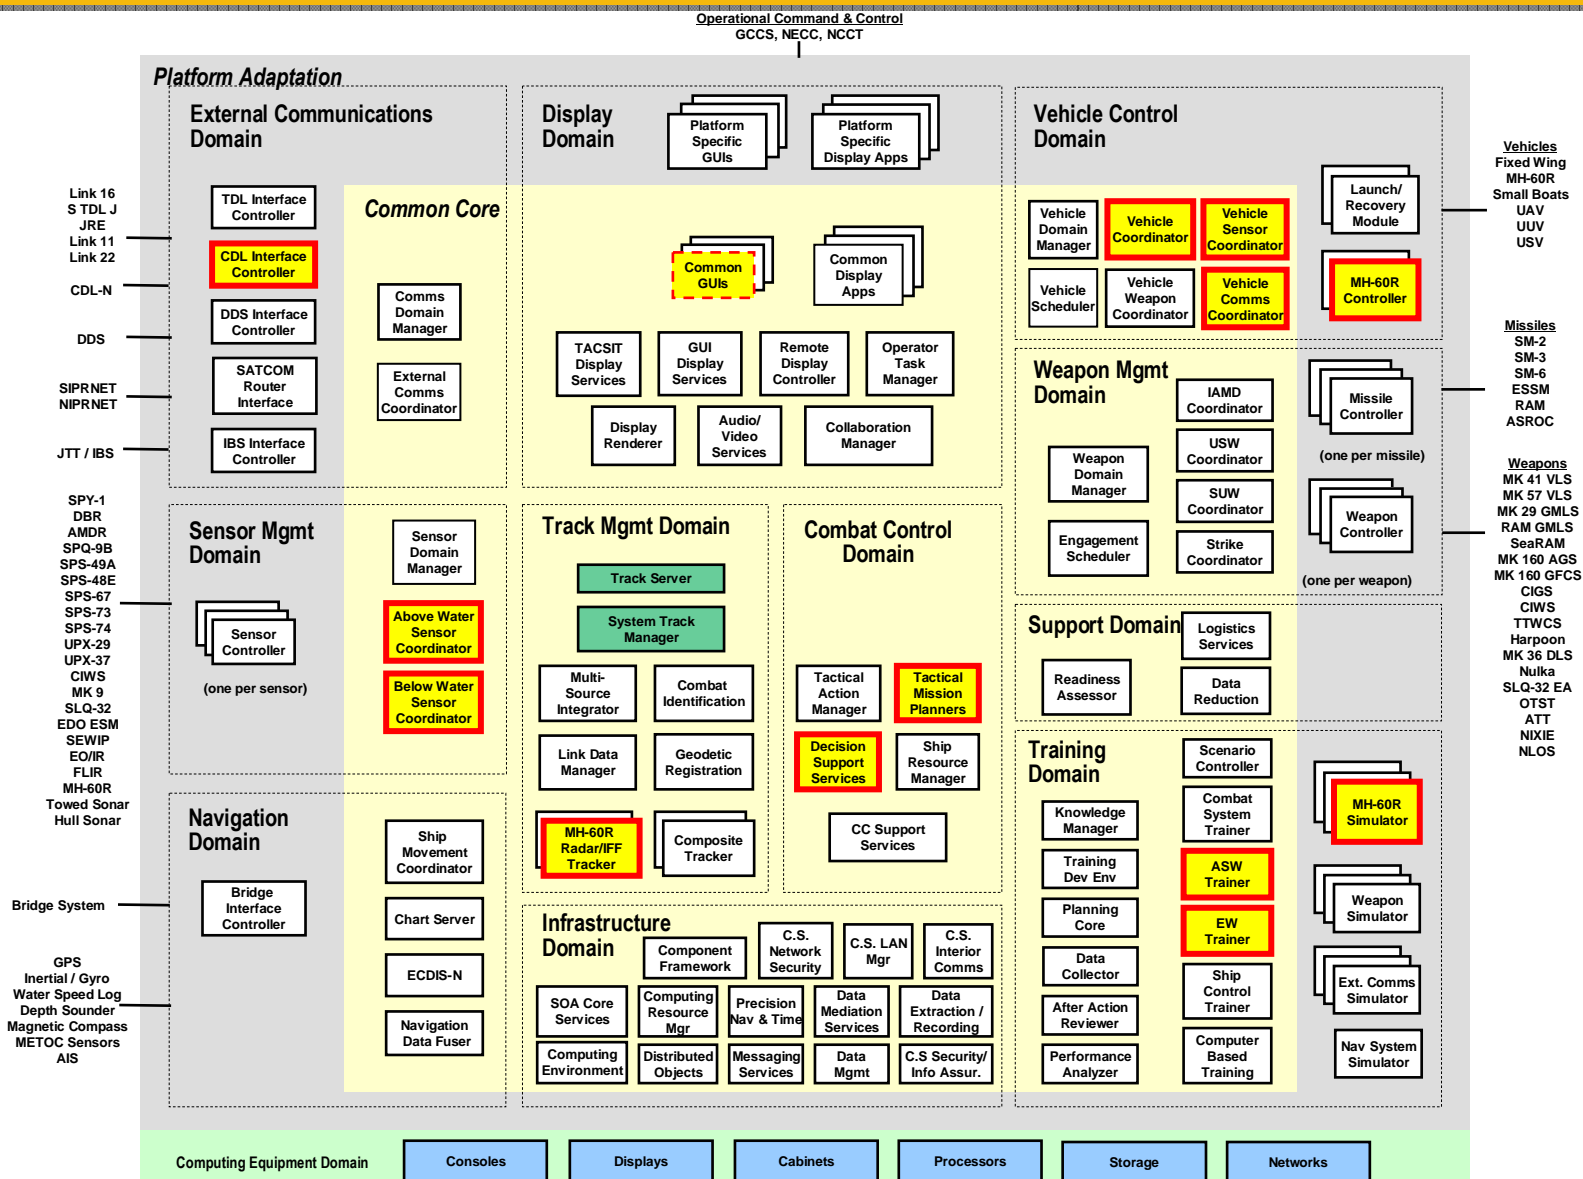 Operational Command & Control
GCCS, NECC, NCCT
Platform Adaptation
External Communications
Domain
TDL Interface
Controller
CDL Interface
Controller
DDS Interface
Controller
SATCOM
Router
Interface
IBS Interface
Controller
Common Core
Comms
Domain
Manager
External
Comms
Coordinator
Link 16
S TDL J
JRE
Link 11
Link 22
CDL-N
DDS
SIPRNET
NIPRNET
JTT / IBS
Display
Domain
Platform
Specific
GUIs
Platform
Specific
Display Apps
Common
GUIs
Common
Display
Apps
TACSIT
Display
Services
GUI
Display
Services
Remote
Display
Controller
Operator
Task
Manager
Display
Renderer
Audio/
Video
Services
Collaboration
Manager
Vehicle Control
Domain
Vehicle
Domain
Manager
Vehicle
Coordinator
Vehicle
Sensor
Coordinator
Vehicle
Scheduler
Vehicle
Weapon
Coordinator
Vehicle
Comms
Coordinator
Launch/
Recovery
Module
MH-60R
Controller
Vehicles
Fixed Wing
MH-60R
Small Boats
UAV
UUV
USV
Weapon Mgmt
Domain
IAMD
Coordinator
USW
Coordinator
SUW
Coordinator
Strike
Coordinator
Weapon
Domain
Manager
Engagement
Scheduler
Missile
Controller
(one per missile)
Weapon
Controller
(one per weapon)
Missiles
SM-2
SM-3
SM-6
ESSM
RAM
ASROC
Weapons
MK 41 VLS
MK 57 VLS
MK 29 GMLS
RAM GMLS
SeaRAM
MK 160 AGS
MK 160 GFCS
CIGS
CIWS
TTWCS
Harpoon
MK 36 DLS
Nulka
SLQ-32 EA
OTST
ATT
NIXIE
NLOS
SPY-1
DBR
AMDR
SPQ-9B
SPS-49A
SPS-48E
SPS-67
SPS-73
SPS-74
UPX-29
UPX-37
CIWS
MK 9
SLQ-32
EDO ESM
SEWIP
EO/IR
FLIR
MH-60R
Towed Sonar
Hull Sonar
Sensor Mgmt
Domain
Sensor
Controller
(one per sensor)
Sensor
Domain
Manager
Above Water
Sensor
Coordinator
Below Water
Sensor
Coordinator
Track Mgmt Domain
Track Server
System Track
Manager
Multi-
Source
Integrator
Combat
Identification
Link Data
Manager
Geodetic
Registration
MH-60R
Radar/IFF
Tracker
Composite
Tracker
Combat Control
Domain
Tactical
Action
Manager
Tactical
Mission
Planners
Decision
Support
Services
Ship
Resource
Manager
CC Support
Services
Support Domain
Logistics
Services
Readiness
Assessor
Data
Reduction
Training
Domain
Scenario
Controller
Knowledge
Manager
Combat
System
Trainer
Training
Dev Env
ASW
Trainer
Planning
Core
EW
Trainer
Data
Collector
Ship
Control
Trainer
After Action
Reviewer
Performance
Analyzer
Computer
Based
Training
MH-60R
Simulator
Weapon
Simulator
Ext. Comms
Simulator
Nav System
Simulator
Navigation
Domain
Bridge
Interface
Controller
Ship
Movement
Coordinator
Chart Server
ECDIS-N
Navigation
Data Fuser
Bridge System
GPS
Inertial / Gyro
Water Speed Log
Depth Sounder
Magnetic Compass
METOC Sensors
AIS
Infrastructure
Domain
Component
Framework
C.S.
Network
Security
C.S. LAN
Mgr
C.S.
Interior
Comms
SOA Core
Services
Computing
Resource
Mgr
Precision
Nav & Time
Data
Mediation
Services
Data
Extraction /
Recording
Computing
Environment
Distributed
Objects
Messaging
Services
Data
Mgmt
C.S Security/
Info Assur.
Computing Equipment Domain
Consoles
Displays
Cabinets
Processors
Storage
Networks